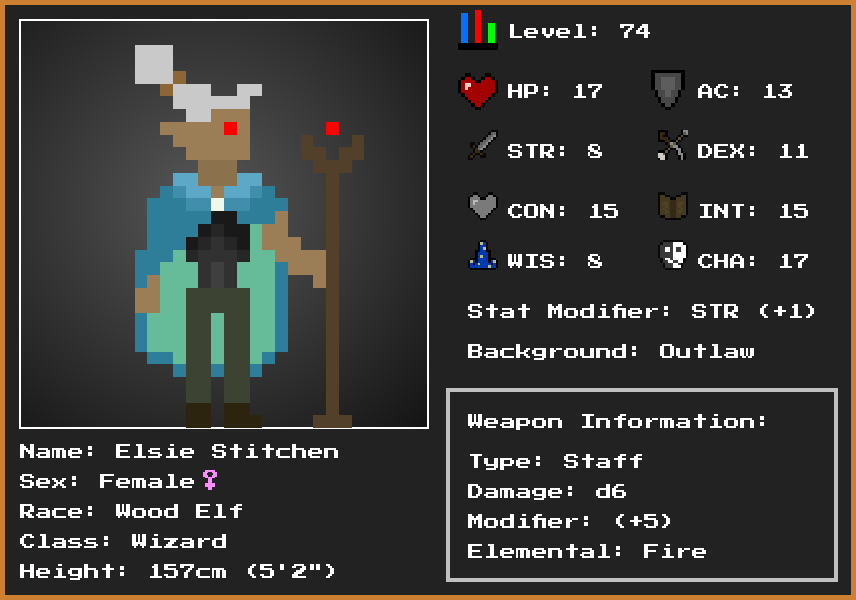 Level: 74
HP: 17
AC: 13
STR: 8
DEX: 11
CON: 15
INT: 15
WIS: 8
CHA: 17
Stat Modifier: STR (+1)
Background: Outlaw
Weapon Information:
Type: Staff
Damage: d6
Modifier: (+5)
Elemental: Fire
Name: Elsie Stitchen
Sex: Female♀
Race: Wood Elf
Class: Wizard
Height: 157cm (5'2")